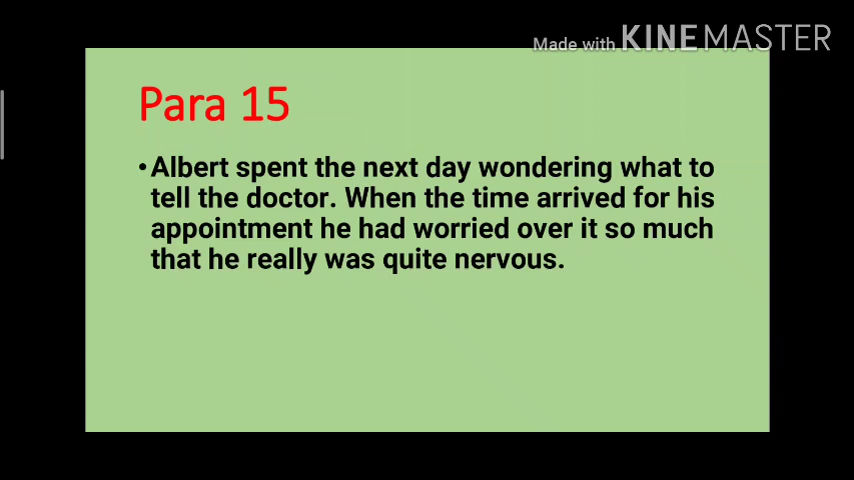 Made with KINEMASTER
Para 15
•Albert spent the next day wondering what to
tell the doctor. When the time arrived for his
appointment he had worried over it so much
that he really was quite nervous.